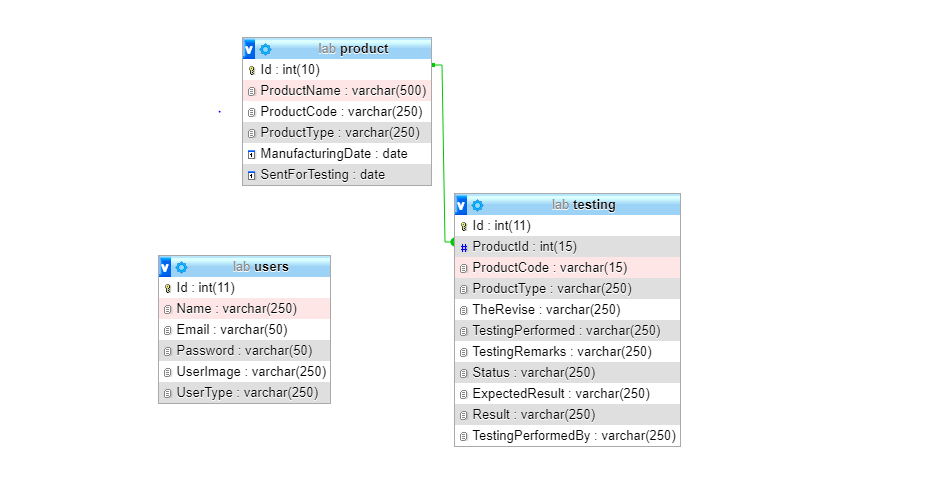 lab product
Id : int(10)
ProductName : varchar(500)
ProductCode : varchar(250)
ProductType : varchar(250)
ManufacturingDate : date
SentForTesting : date
lab testing
Id : int(11)
ProductId : int(15)
ProductCode : varchar(15)
ProductType : varchar(250)
TheRevise : varchar(250)
TestingPerformed : varchar(250)
TestingRemarks : varchar(250)
Status : varchar(250)
ExpectedResult : varchar(250)
Result : varchar(250)
TestingPerformedBy : varchar(250)
lab users
Id : int(11)
Name : varchar(250)
Email : varchar(50)
Password : varchar(50)
UserImage : varchar(250)
UserType : varchar(250)